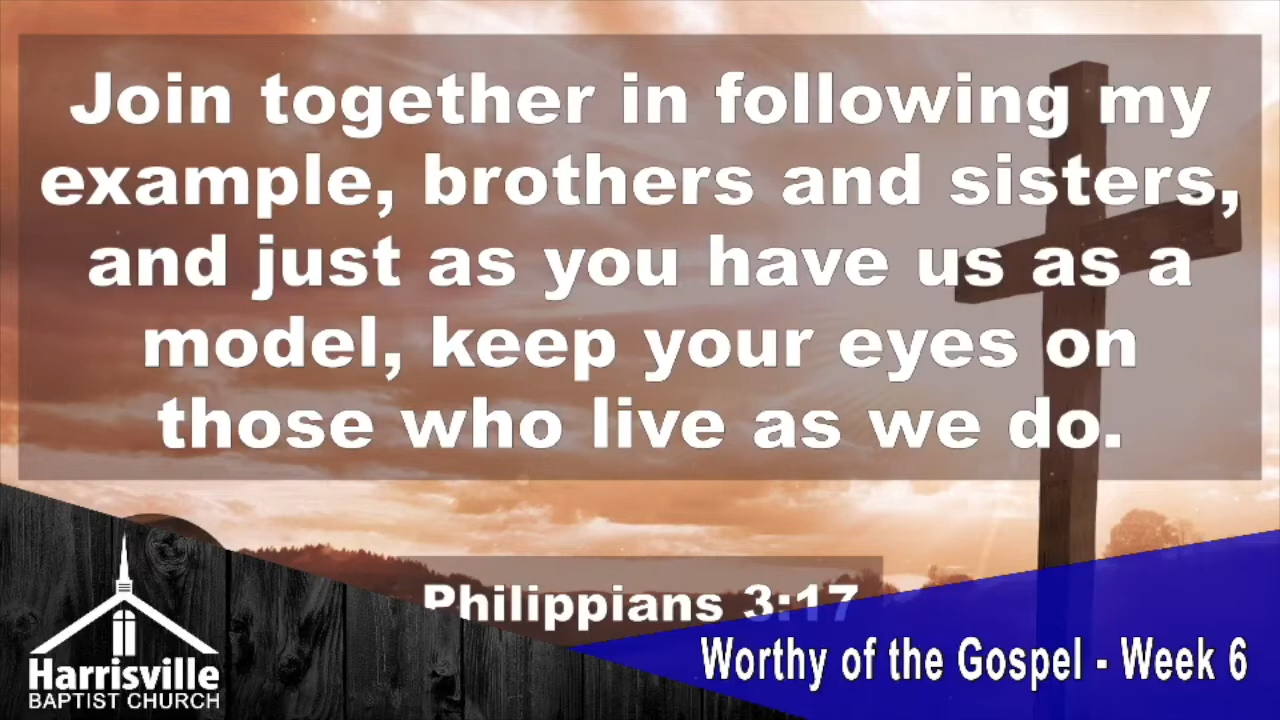 Join together in following my
example, brothers and sisters,
and just as you have us as a
model, keep your eyes on
those who live as we do.
Philippians 3:17
Worthy of the Gospel - Week 6
Harrisville
BAPTIST CHURCH